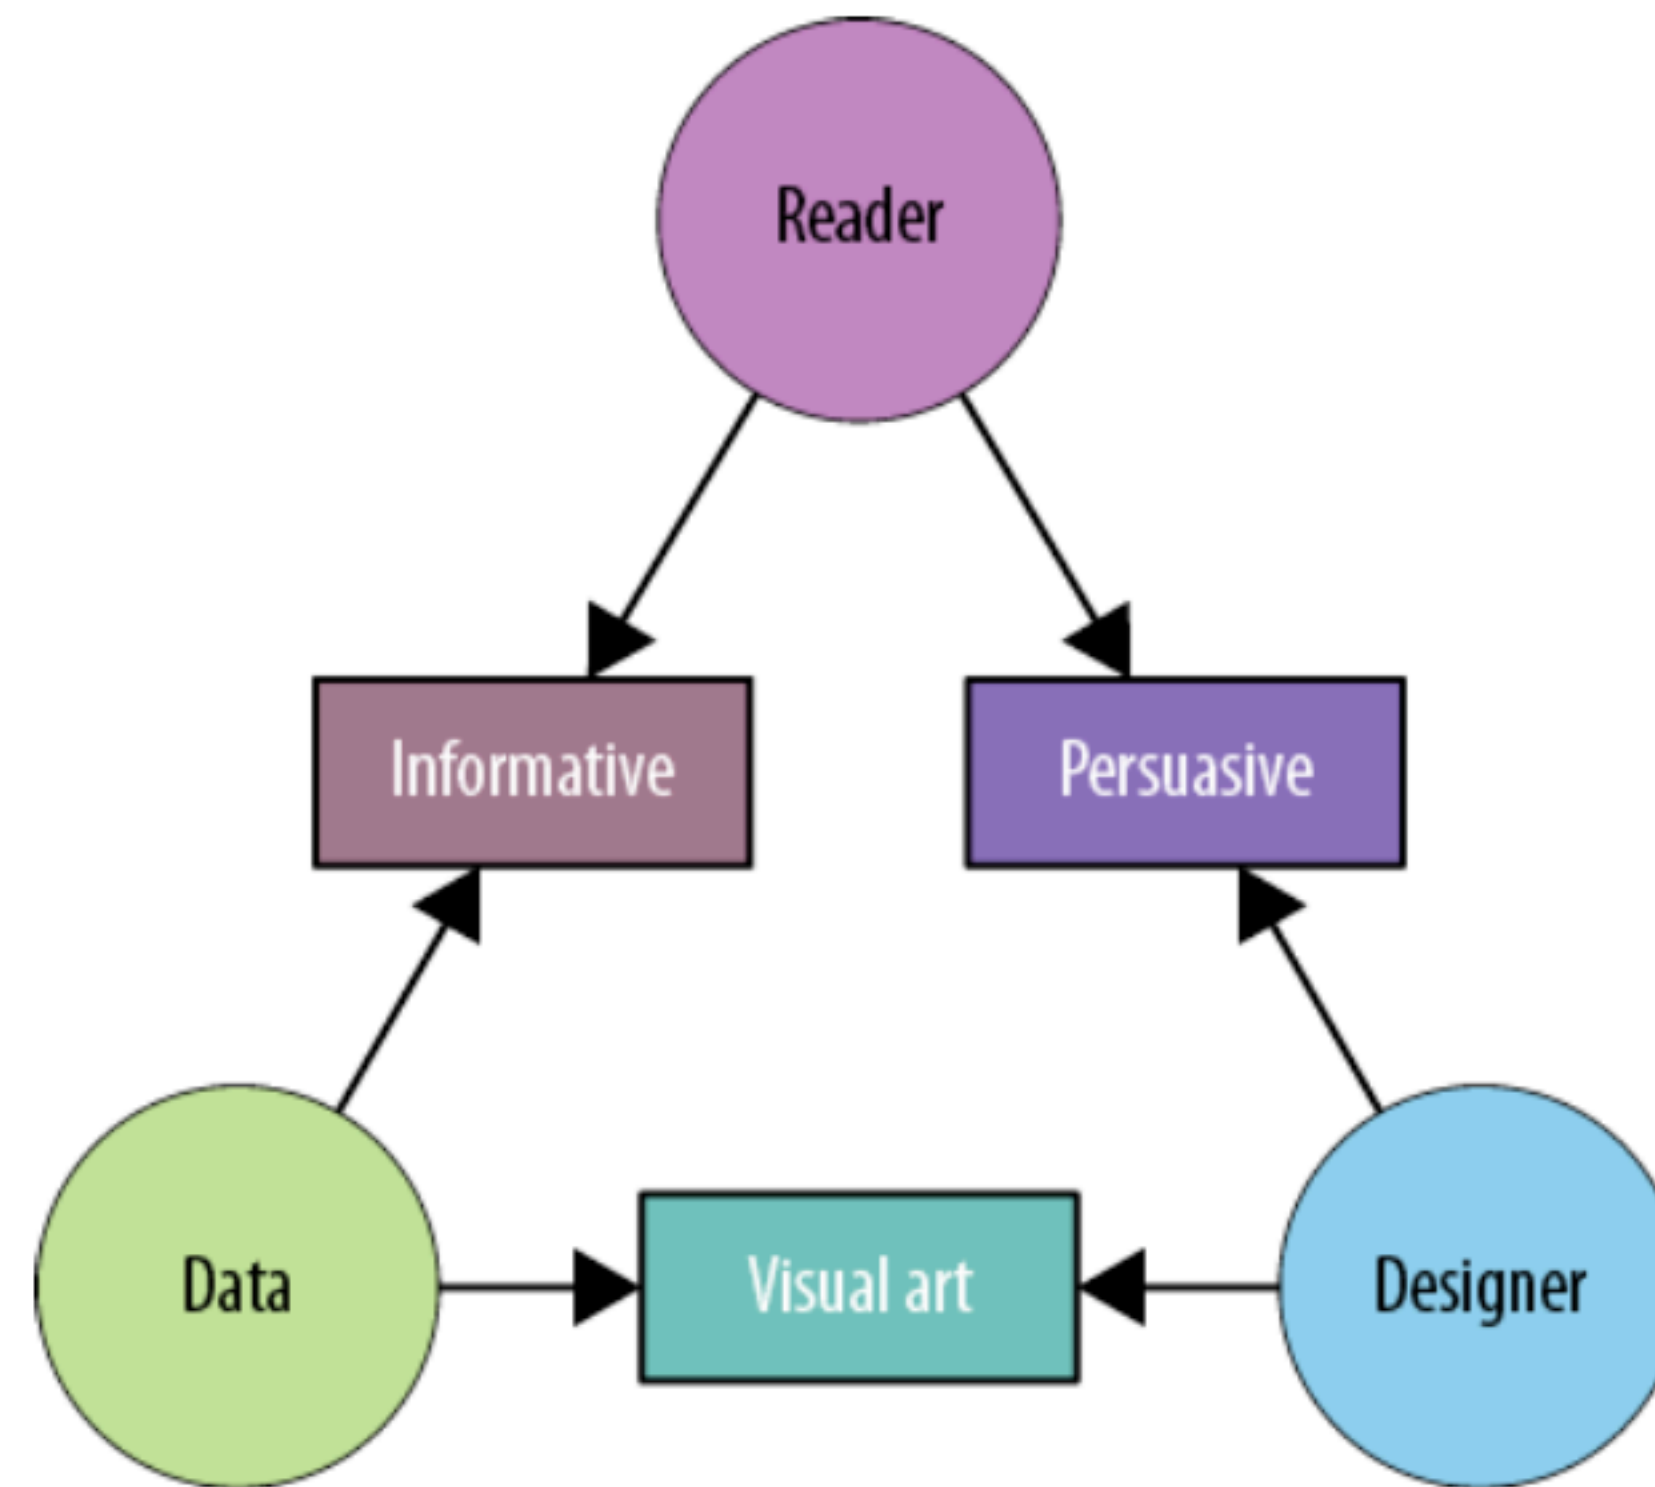 Reader
Informative
Persuasive
Data
Visual art
Designer